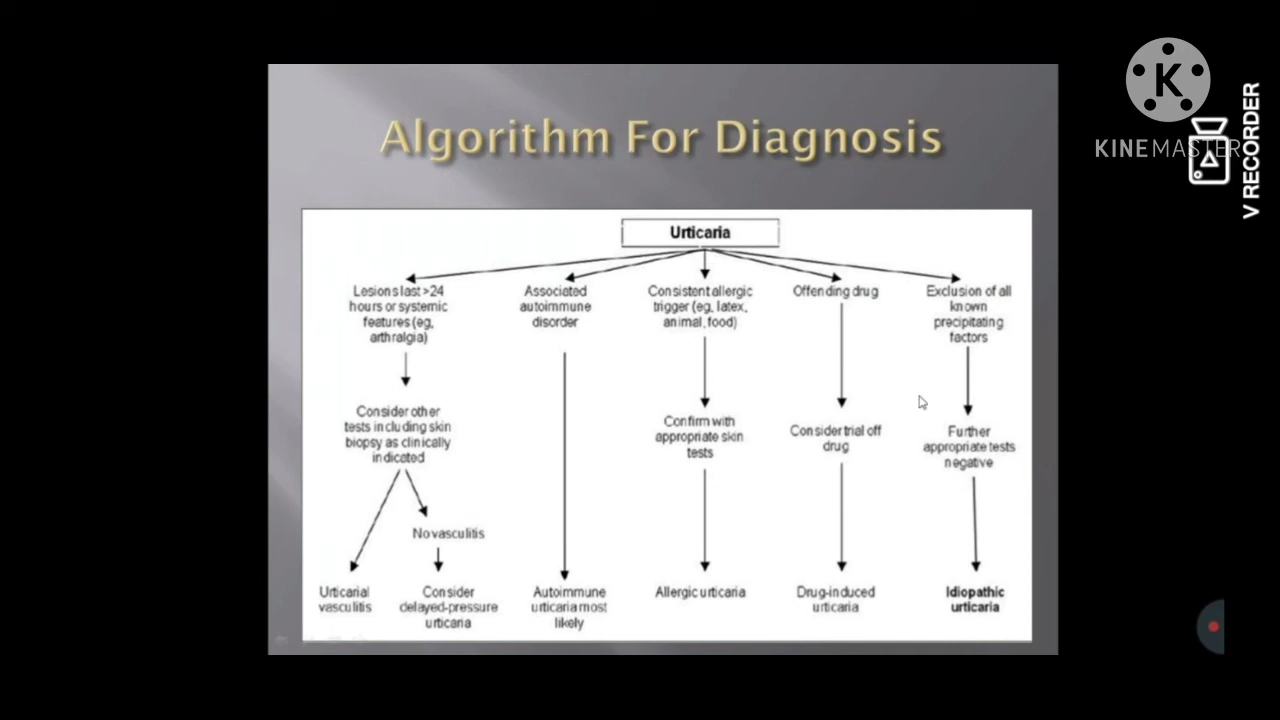 Algorithm For Diagnosis
Urticaria
Lesions last >24
hours or systemic
features (eg,
arthralgia)
Associated
autoimmune
disorder
Consistent allergic
trigger (eg, latex,
animal, food)
Offending drug
Exclusion of all
known
precipitating
factors
Consider other
tests including skin
biopsy as clinically
indicated
Confirm with
appropriate skin
tests
Consider trial off
drug
Further
appropriate tests
negative
No vasculitis
Urticarial
vasculitis
Consider
delayed-pressure
urticaria
Autoimmune
urticaria most
likely
Allergic urticaria
Drug-induced
urticaria
Idiopathic
urticaria
K
KINEMASTER
V RECORDER